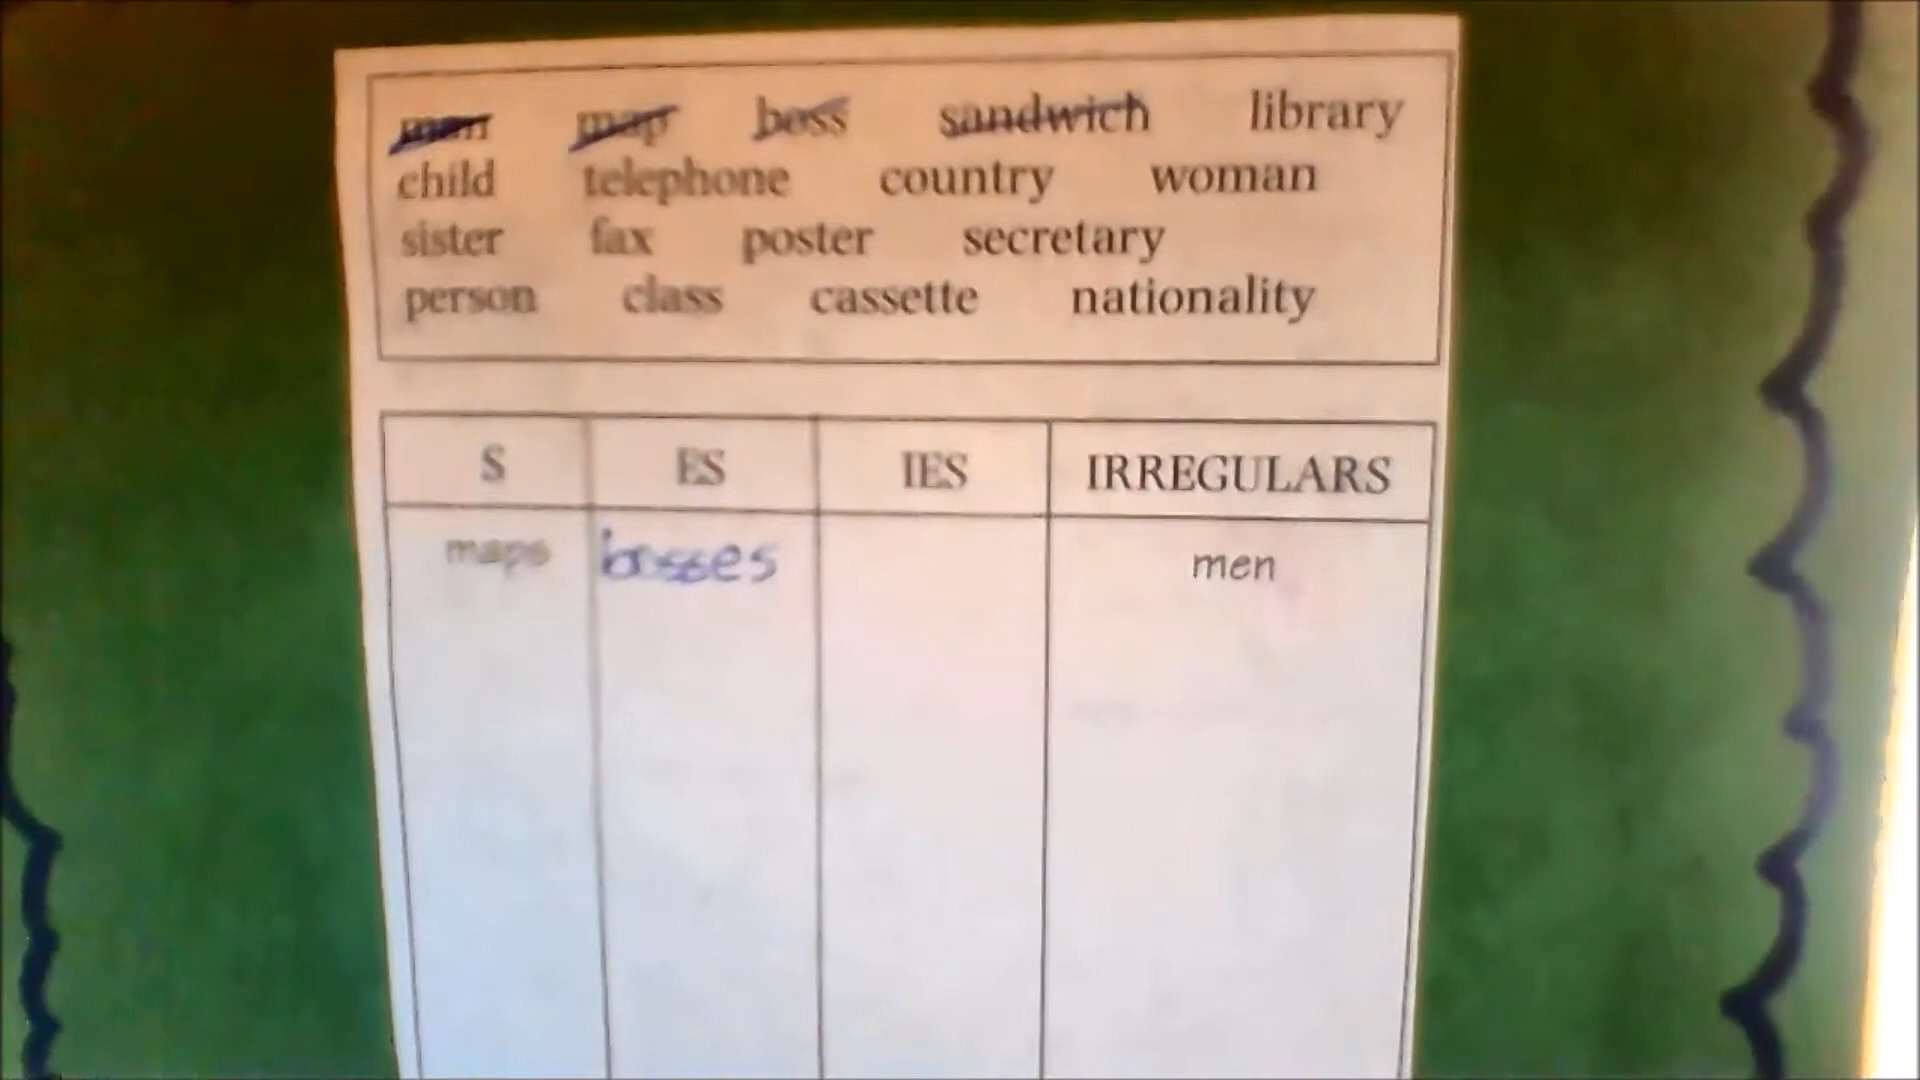 man map boss sandwich library
child telephone country woman
sister fax poster secretary
person class cassette nationality
S ES IES IRREGULARS
maps bosses men